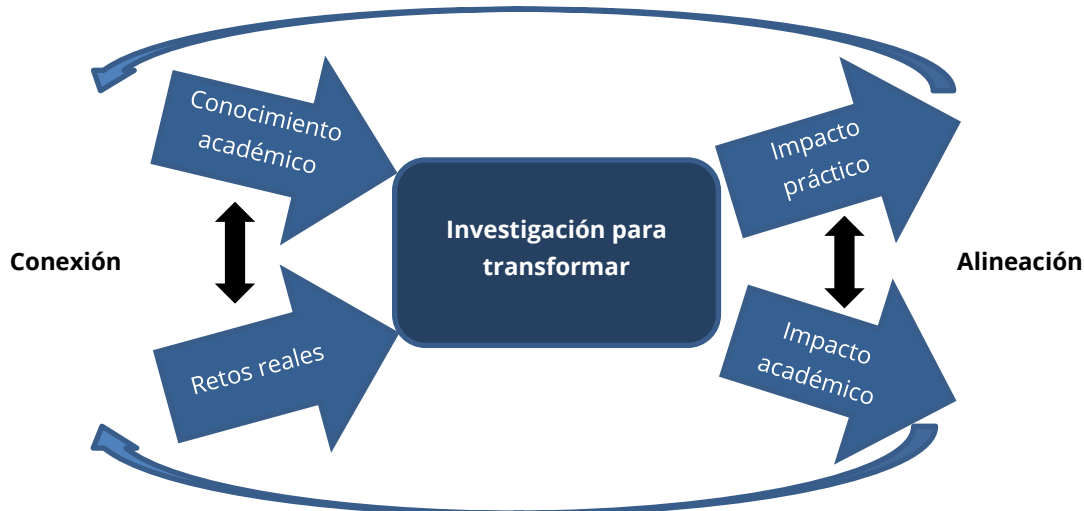 Conocimiento
académico
Impacto
práctico
Investigación para
transformar
Conexión
Alineación
Retos reales
Impacto
académico